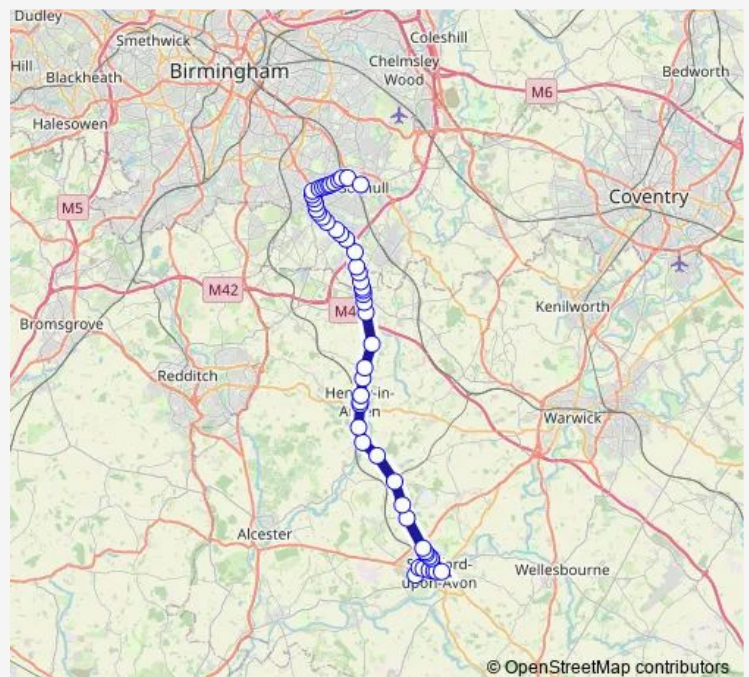 Dudley
Coleshill
Smethwick
Hill
Birmingham
Chelmsley
Wood
Blackheath
Bedworth
M6
Halesowen
Coventry
M5
M42
M4
Kenilworth
Bromsgrove
Redditch
Warwick
Alcester
Wellesbourne
upon-Avon
© OpenStreetMap contributors